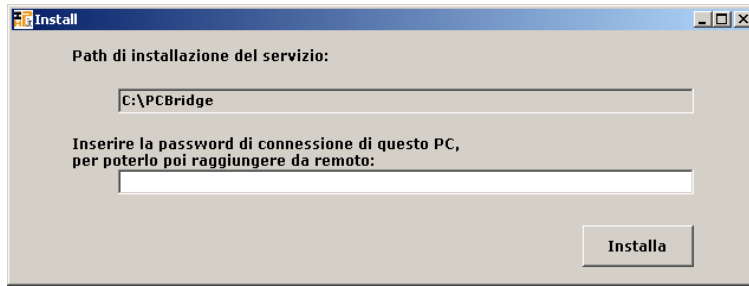 Install
Path di installazione del servizio:
C:\PCBridge
Inserire la password di connessione di questo PC,
per poterlo poi raggiungere da remoto:
Installa